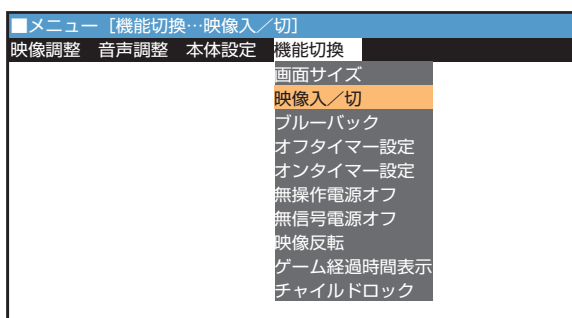 ■メニュー［機能切換…映像入／切］
映像調整 音声調整 本体設定 機能切換
画面サイズ
映像入／切
ブルーバック
オフタイマー設定
オンタイマー設定
無操作電源オフ
無信号電源オフ
映像反転
ゲーム経過時間表示
チャイルドロック